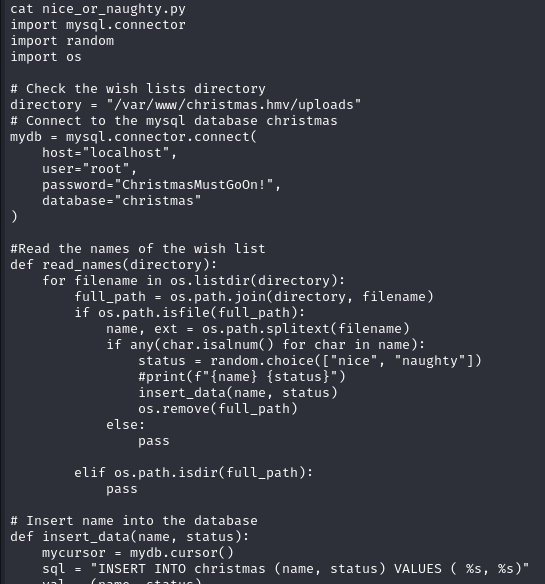 cat nice_or_naughty.py
import mysql.connector
import random
import os

# Check the wish lists directory
directory = "/var/www/christmas.hmv/uploads"
# Connect to the mysql database christmas
mydb = mysql.connector.connect(
    host="localhost",
    user="root",
    password="ChristmasMustGoOn!",
    database="christmas"
)

#Read the names of the wish list
def read_names(directory):
    for filename in os.listdir(directory):
        full_path = os.path.join(directory, filename)
        if os.path.isfile(full_path):
            name, ext = os.path.splitext(filename)
            if any(char.isalnum() for char in name):
                status = random.choice(["nice", "naughty"])
                #print(f"{name} {status}")
                insert_data(name, status)
                os.remove(full_path)
            else:
                pass

        elif os.path.isdir(full_path):
            pass

# Insert name into the database
def insert_data(name, status):
    mycursor = mydb.cursor()
    sql = "INSERT INTO christmas (name, status) VALUES ( %s, %s)"
    val = (name, status)